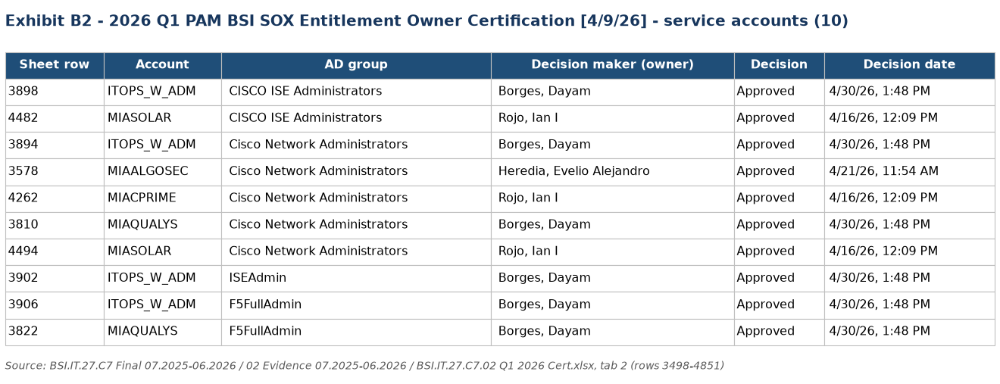 Exhibit B2 - 2026 Q1 PAM BSI SOX Entitlement Owner Certification [4/9/26] - service accounts (10)
Sheet row Account AD group Decision maker (owner) Decision Decision date
3898 ITOPS_W_ADM CISCO ISE Administrators Borges, Dayam Approved 4/30/26, 1:48 PM
4482 MIASOLAR CISCO ISE Administrators Rojo, Ian I Approved 4/16/26, 12:09 PM
3894 ITOPS_W_ADM Cisco Network Administrators Borges, Dayam Approved 4/30/26, 1:48 PM
3578 MIAALGOSEC Cisco Network Administrators Heredia, Evelio Alejandro Approved 4/21/26, 11:54 AM
4262 MIACPRIME Cisco Network Administrators Rojo, Ian I Approved 4/16/26, 12:09 PM
3810 MIAQUALYS Cisco Network Administrators Borges, Dayam Approved 4/30/26, 1:48 PM
4494 MIASOLAR Cisco Network Administrators Rojo, Ian I Approved 4/16/26, 12:09 PM
3902 ITOPS_W_ADM ISEAdmin Borges, Dayam Approved 4/30/26, 1:48 PM
3906 ITOPS_W_ADM F5FullAdmin Borges, Dayam Approved 4/30/26, 1:48 PM
3822 MIAQUALYS F5FullAdmin Borges, Dayam Approved 4/30/26, 1:48 PM
Source: BSI.IT.27.C7 Final 07.2025-06.2026 / 02 Evidence 07.2025-06.2026 / BSI.IT.27.C7.02 Q1 2026 Cert.xlsx, tab 2 (rows 3498-4851)